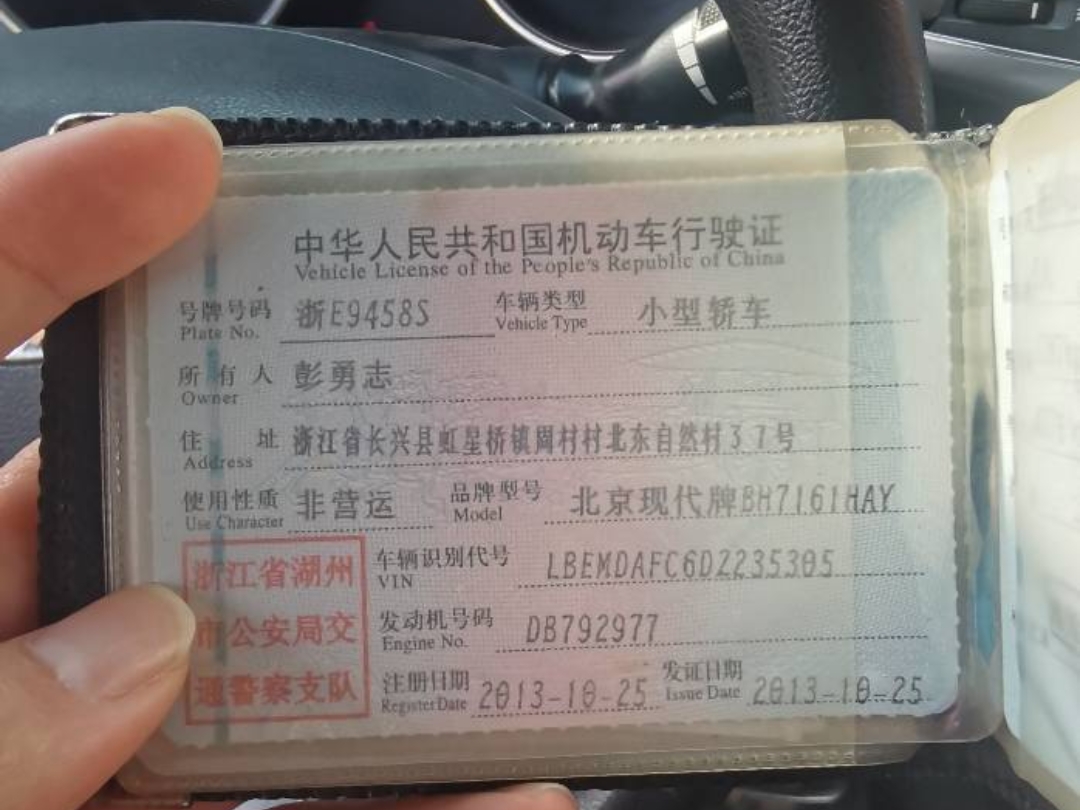 中华人民共和国机动车行驶证
Vehicle License of the People's Republic of China
号牌号码 浙E9458S 车辆类型 小型轿车
Plate No. Vehicle Type
所有人 彭勇志
Owner
住址 浙江省长兴县虹星桥镇周村村北东自然村37号
Address
使用性质 非营运 品牌型号 北京现代牌BH7161HAY
Use Character Model
浙江省湖州
市公安局交
通警察支队
车辆识别代号 LBEMDAFC6DZ235305
VIN
发动机号码 DB792977
Engine No.
注册日期 2013-10-25 发证日期 2013-10-25
Register Date Issue Date